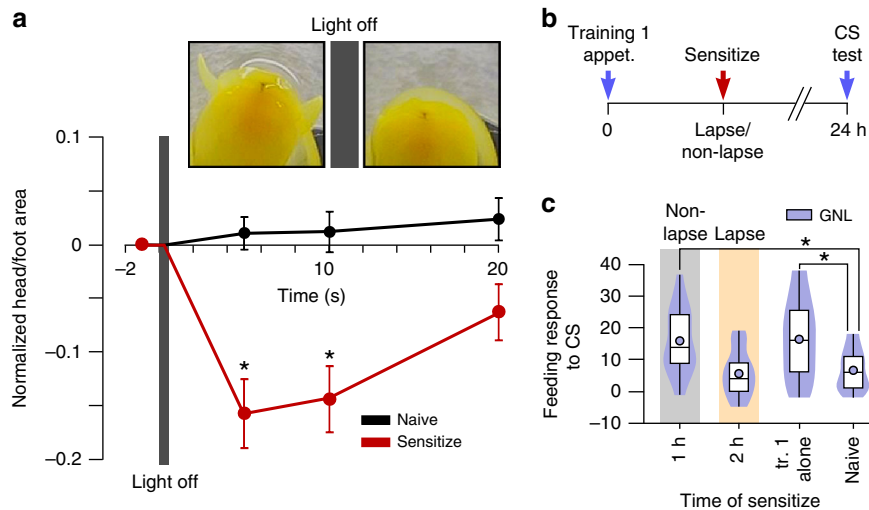 a
Light off
0.1
0
−0.1
−0.2
Normalized head/foot area
−2
10
20
Time (s)
*
*
Naive
Sensitize
Light off
b
Training 1
appet.
Sensitize
CS
test
0
Lapse/
non-lapse
24 h
c
Non-
lapse
Lapse
GNL
*
*
40
30
20
10
0
−10
Feeding response
to CS
1 h
2 h
tr. 1
alone
Naive
Time of sensitize